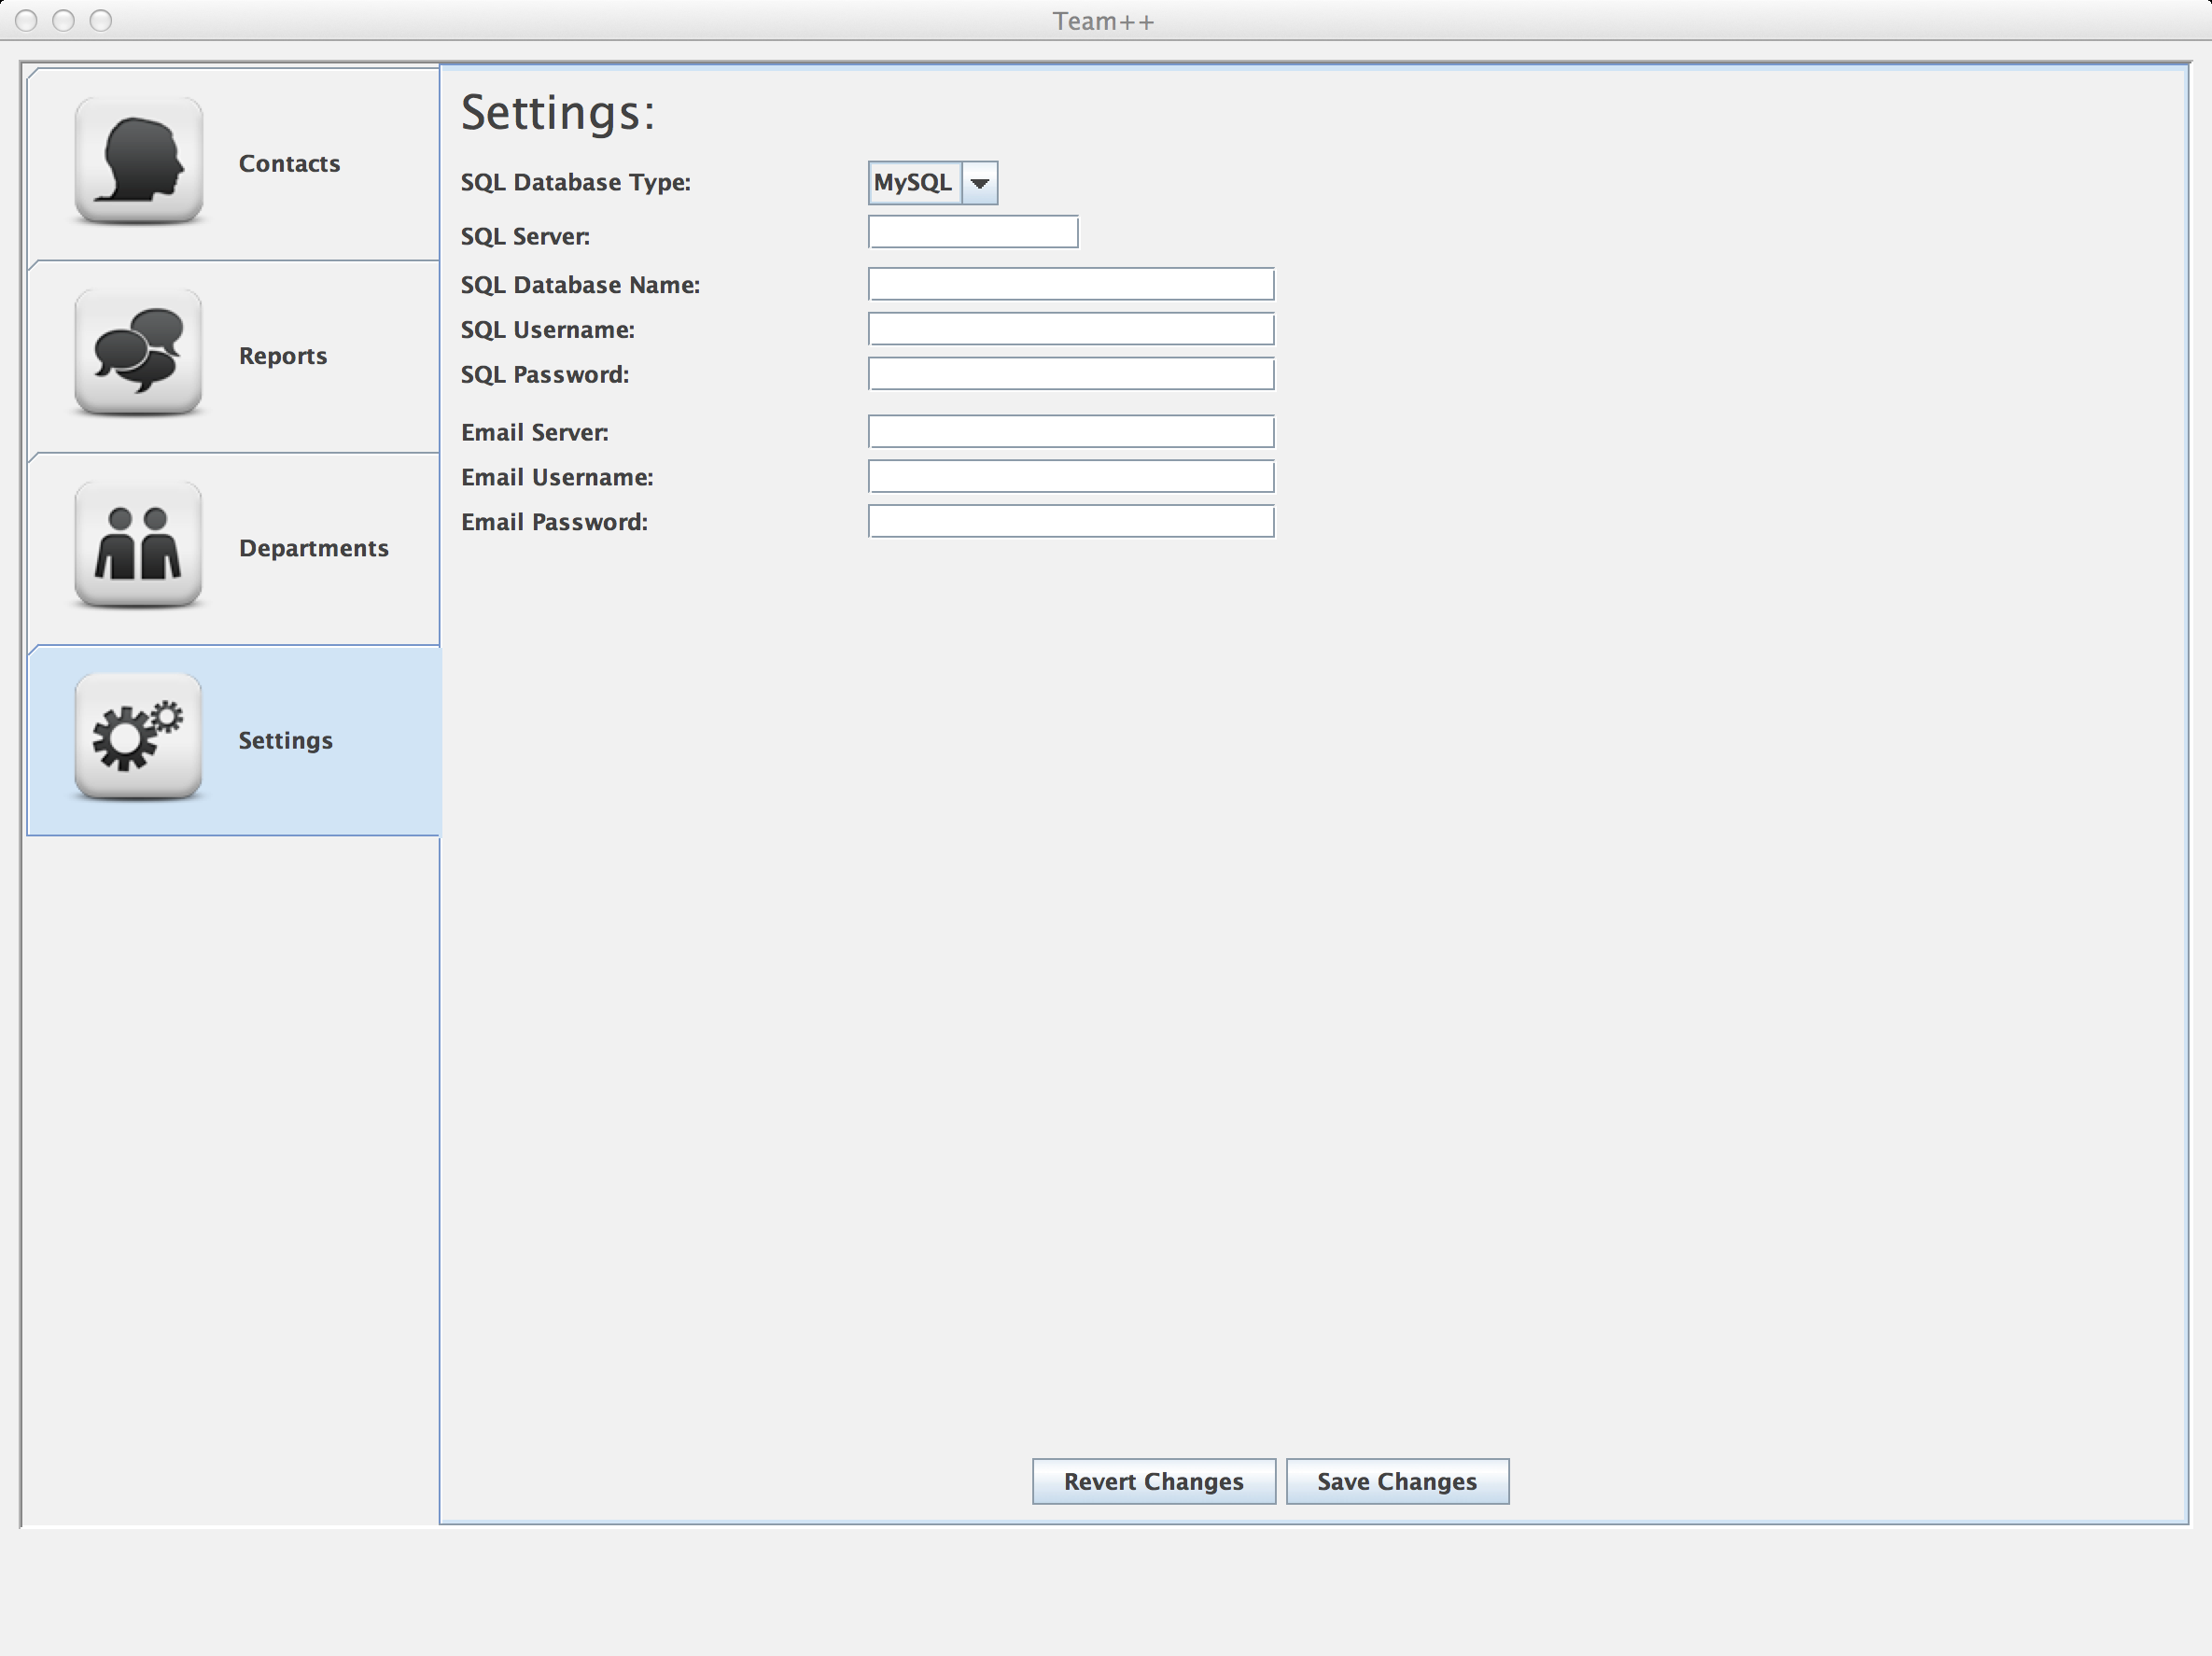 Team++
Contacts
Reports
Departments
Settings
Settings:
SQL Database Type: MySQL
SQL Server:
SQL Database Name:
SQL Username:
SQL Password:
Email Server:
Email Username:
Email Password:
Revert Changes Save Changes